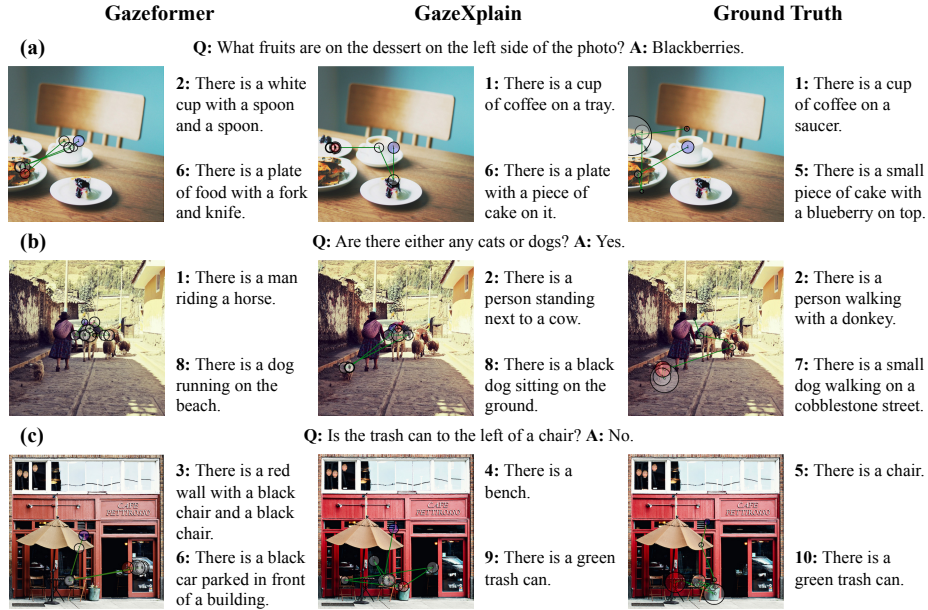 Gazeformer GazeXplain Ground Truth
(a) Q: What fruits are on the dessert on the left side of the photo? A: Blackberries.
2: There is a white
cup with a spoon
and a spoon.
6: There is a plate
of food with a fork
and knife.
1: There is a cup
of coffee on a tray.
6: There is a plate
with a piece of
cake on it.
1: There is a cup
of coffee on a
saucer.
5: There is a small
piece of cake with
a blueberry on top.
(b) Q: Are there either any cats or dogs? A: Yes.
1: There is a man
riding a horse.
8: There is a dog
running on the
beach.
2: There is a
person standing
next to a cow.
8: There is a black
dog sitting on the
ground.
2: There is a
person walking
with a donkey.
7: There is a small
dog walking on a
cobblestone street.
(c) Q: Is the trash can to the left of a chair? A: No.
CAFE
3: There is a red
wall with a black
chair and a black
chair.
6: There is a black
car parked in front
of a building.
CAFE
4: There is a
bench.
9: There is a green
trash can.
CAFE
5: There is a chair.
10: There is a
green trash can.